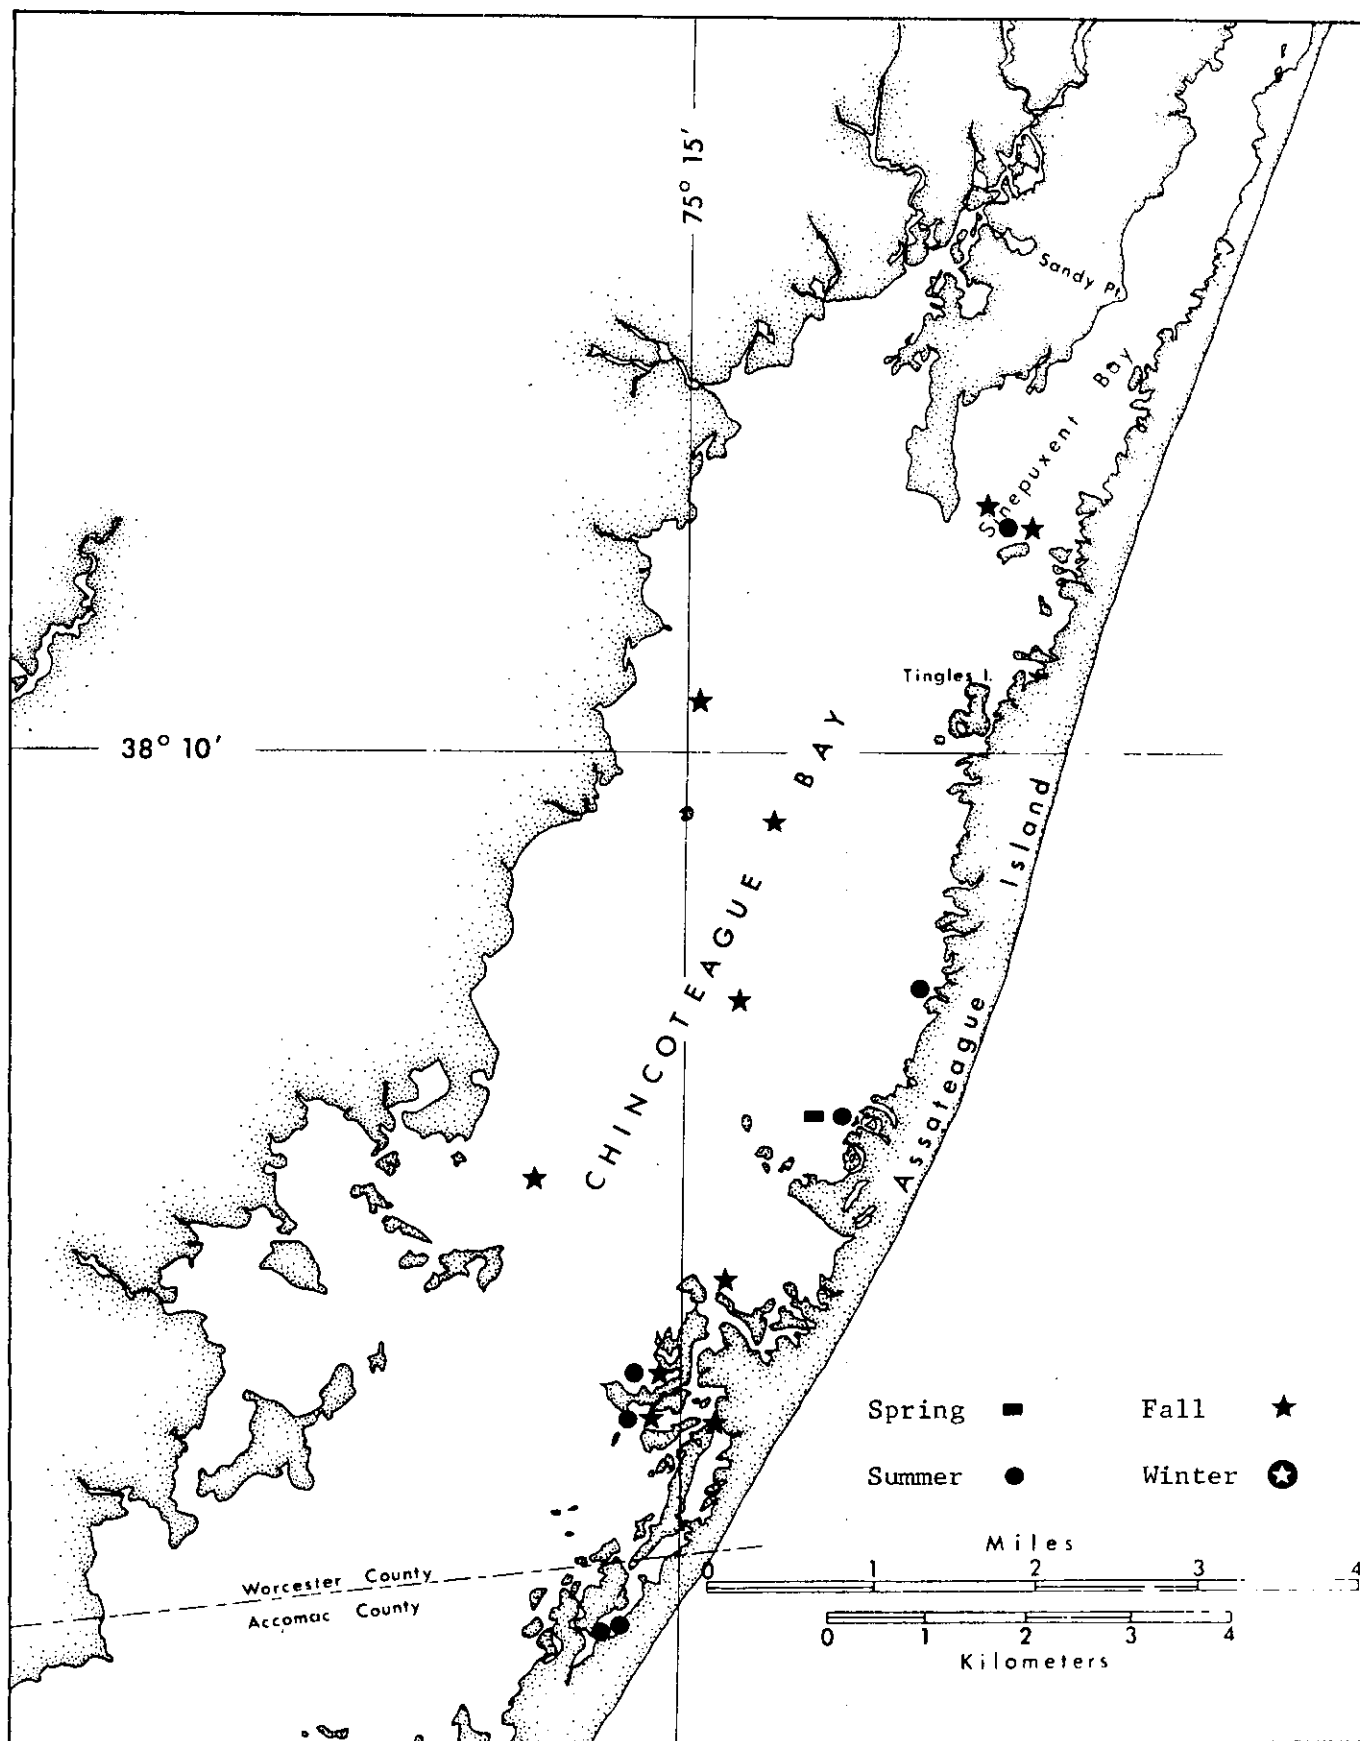 75° 15'
Sandy Pt.
Sinepuxent Bay
Tingles I.
38° 10'
CHINCOTEAGUE BAY
Assateague Island
Spring
Fall
Summer
Winter
Miles
0 1 2 3 4
Worcester County
Accomac County
0 1 2 3 4
Kilometers